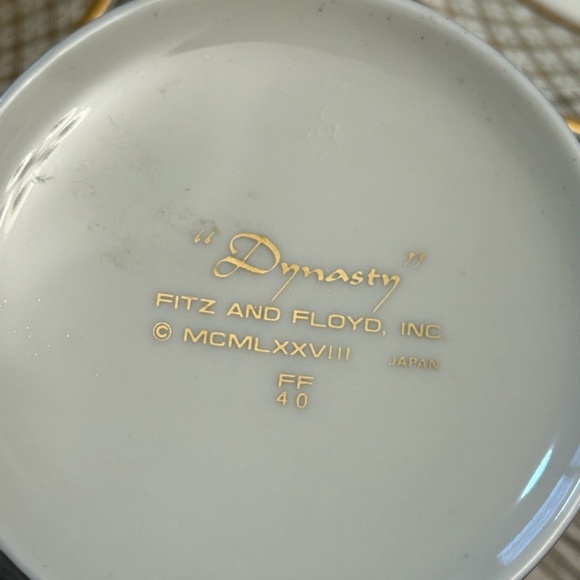 "Dynasty"
FITZ AND FLOYD, INC.
© MCMLXXVIII JAPAN
FF
40